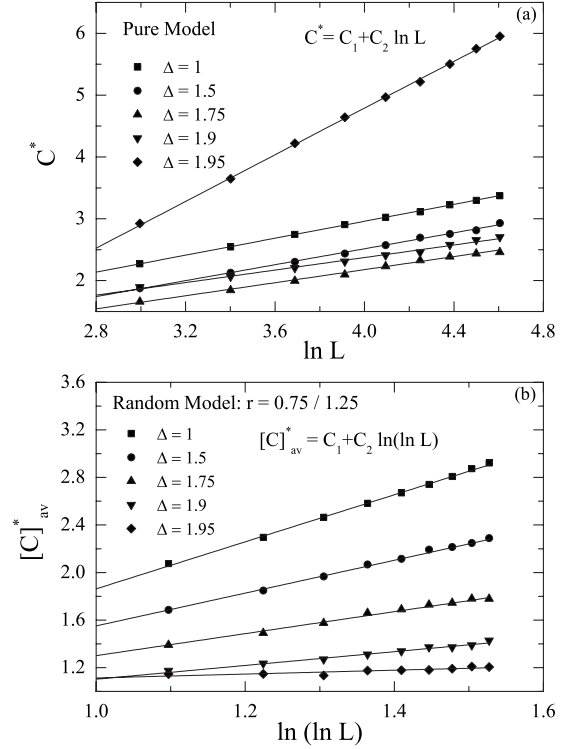 (a)
Pure Model
C* = C₁+C₂ ln L
Δ = 1
Δ = 1.5
Δ = 1.75
Δ = 1.9
Δ = 1.95
C*
6
5
4
3
2
2.8 3.2 3.6 4.0 4.4 4.8
ln L
(b)
Random Model: r = 0.75 / 1.25
[C]*av = C₁+C₂ ln(ln L)
Δ = 1
Δ = 1.5
Δ = 1.75
Δ = 1.9
Δ = 1.95
[C]*av
3.6
3.2
2.8
2.4
2.0
1.6
1.2
1.0 1.2 1.4 1.6
ln (ln L)